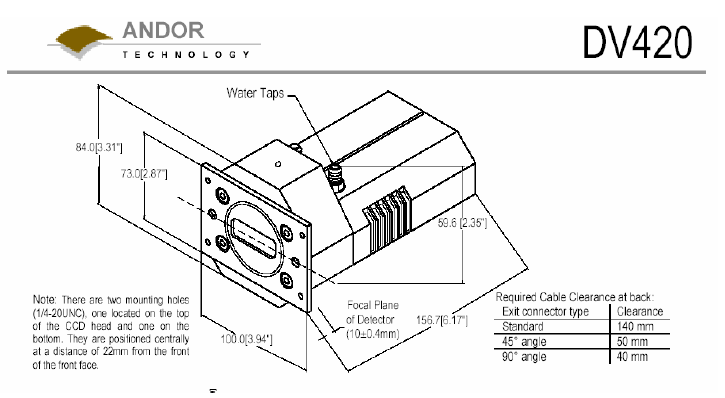 ANDOR
TECHNOLOGY
DV420
Water Taps
84.0[3.31"]
73.0[2.87"]
59.6 [2.35"]
Note: There are two mounting holes
(1/4-20UNC), one located on the top
of the CCD head and one on the
bottom. They are positioned centrally
at a distance of 22mm from the front
of the front face.
100.0[3.94"]
Focal Plane
of Detector
(10±0.4mm)
156.7[6.17"]
Required Cable Clearance at back:
Exit connector type Clearance
Standard 140 mm
45° angle 50 mm
90° angle 40 mm